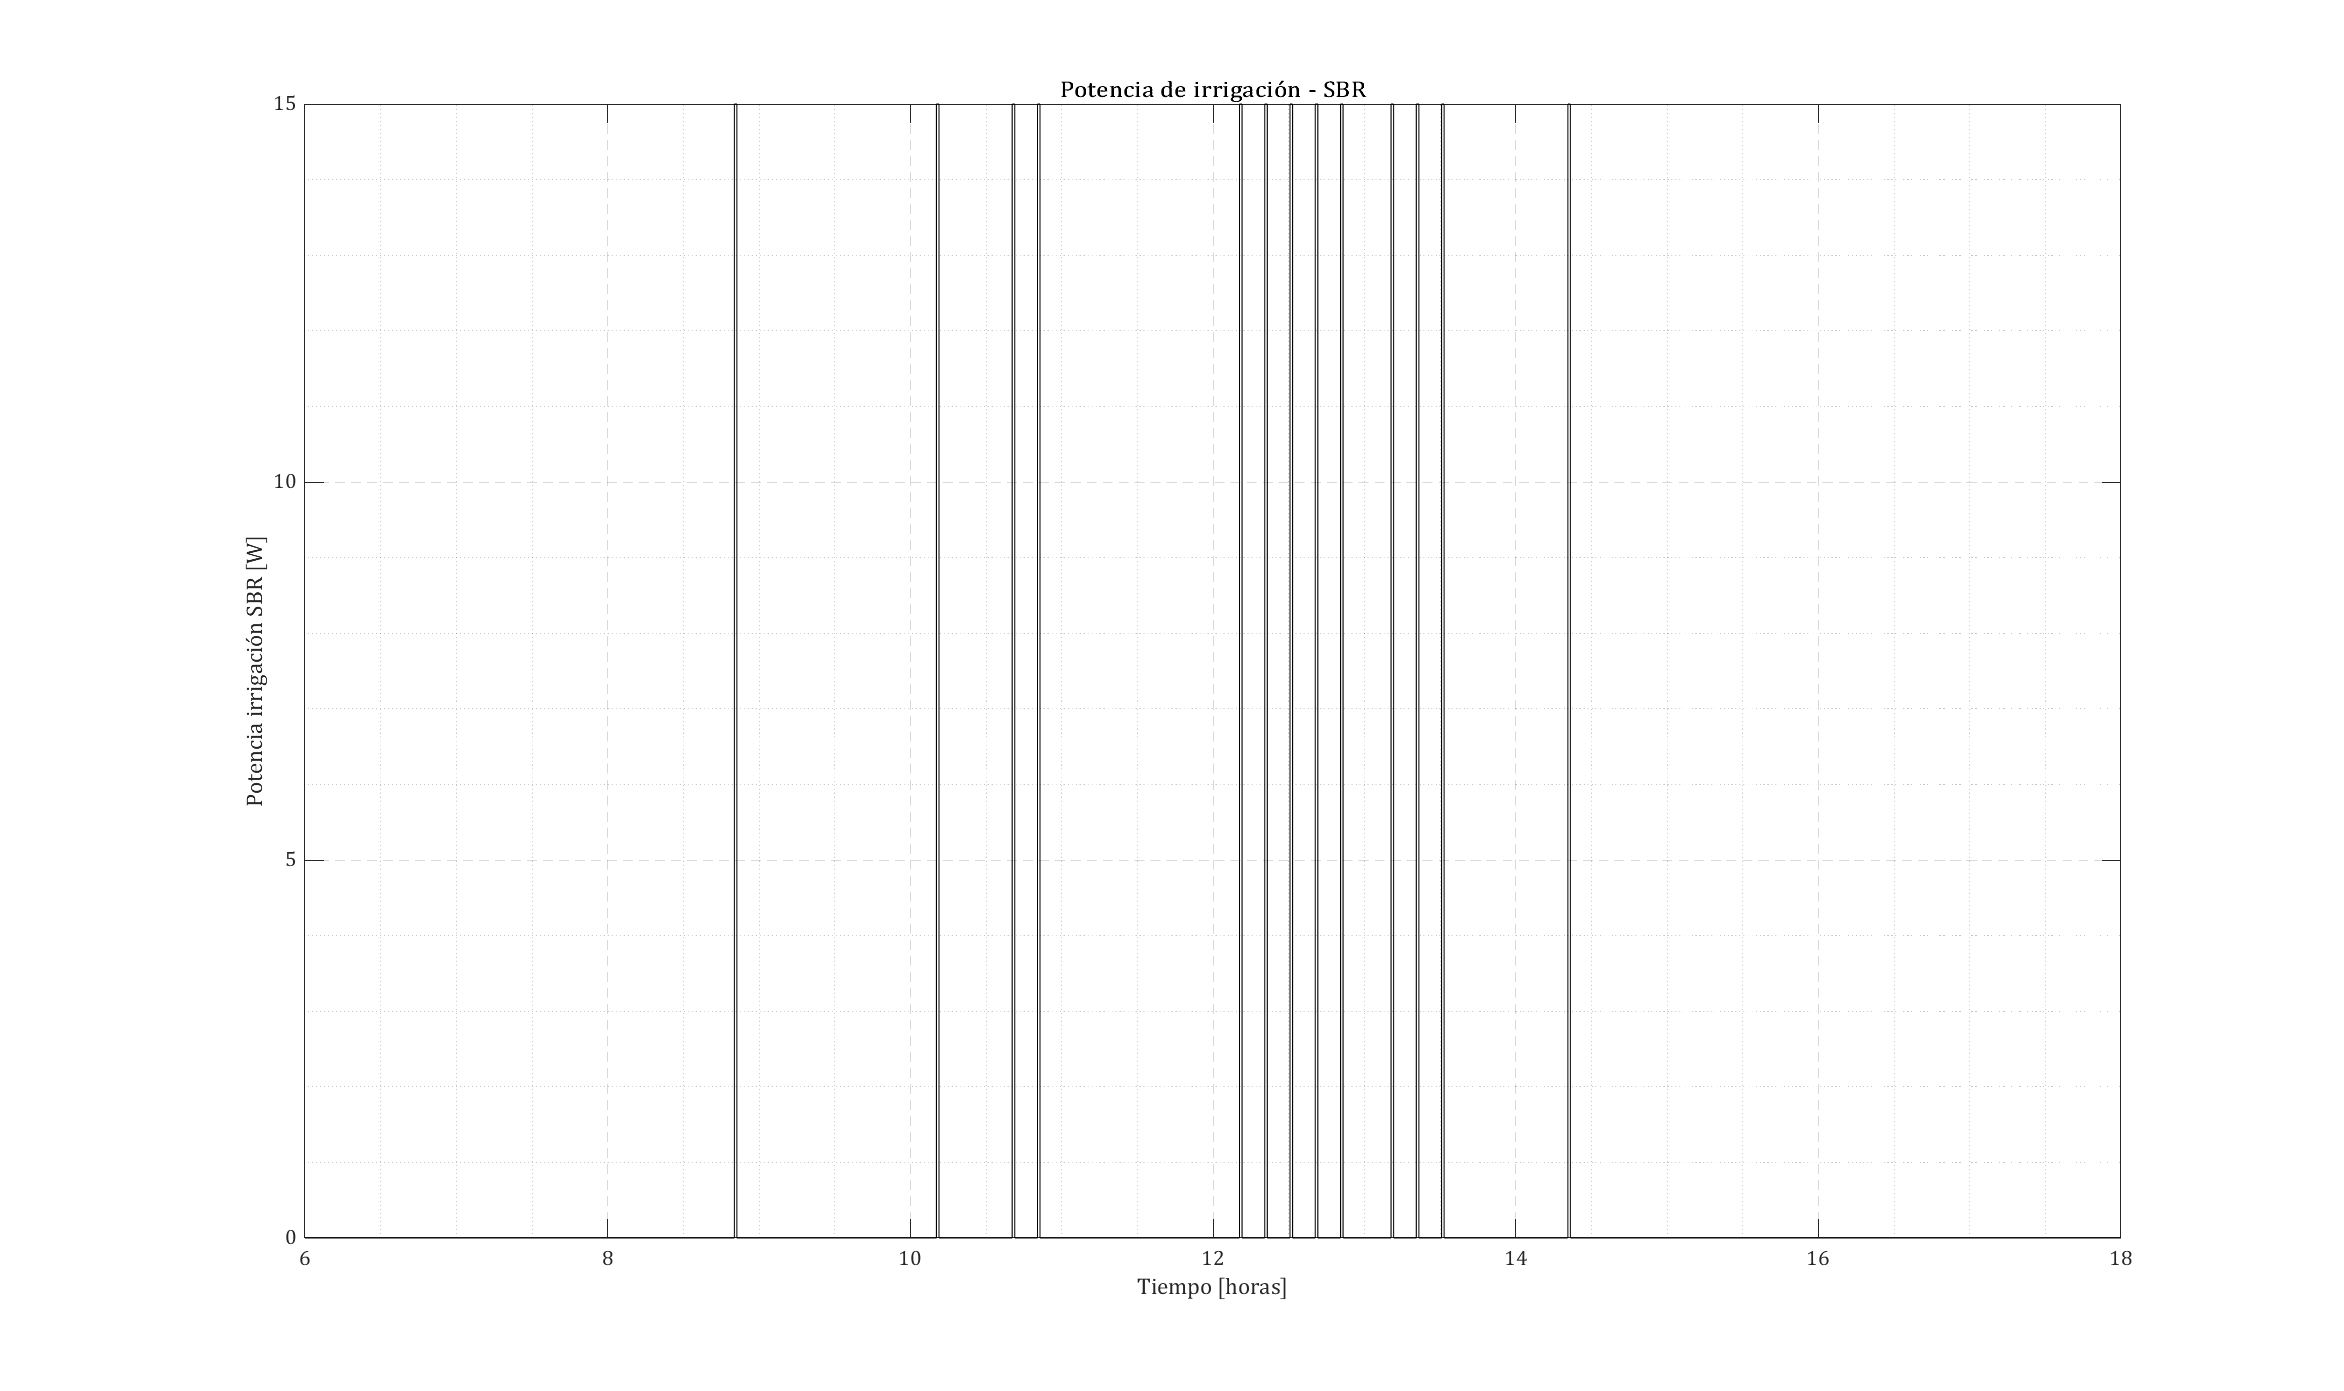 Potencia de irrigación - SBR
15
10
5
0
Potencia irrigación SBR [W]
6 8 10 12 14 16 18
Tiempo [horas]